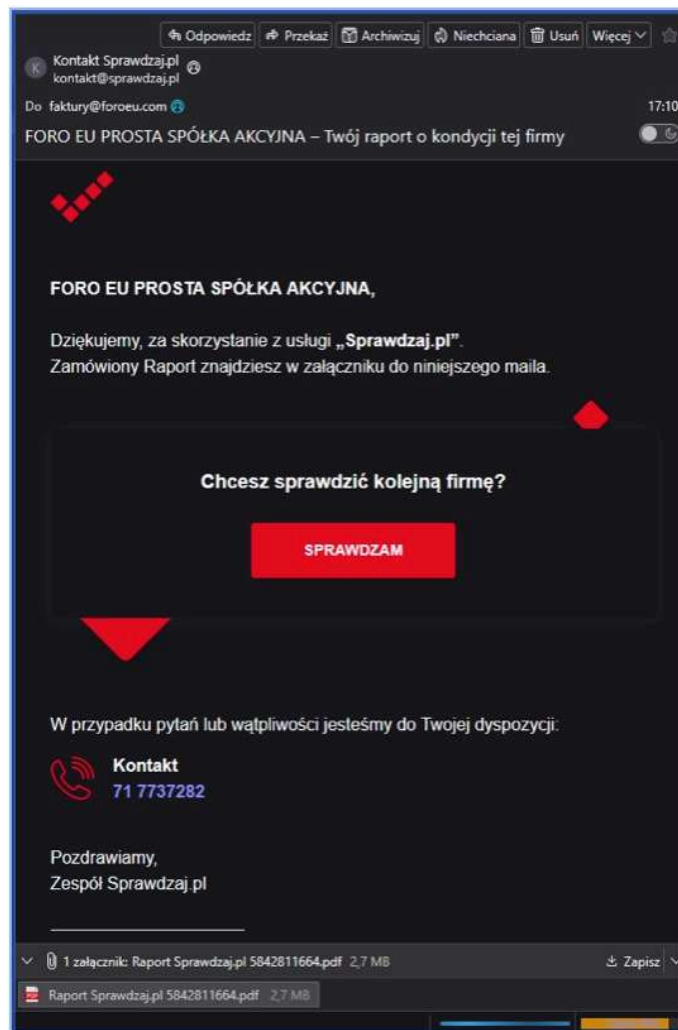 Odpowiedz Przekaż Archiwizuj Niechciana Usuń Więcej
K Kontakt Sprawdzaj.pl
kontakt@sprawdzaj.pl
Do faktury@foroeu.com 17:10
FORO EU PROSTA SPÓŁKA AKCYJNA – Twój raport o kondycji tej firmy
FORO EU PROSTA SPÓŁKA AKCYJNA,
Dziękujemy, za skorzystanie z usługi „Sprawdzaj.pl”.
Zamówiony Raport znajdziesz w załączniku do niniejszego maila.
Chcesz sprawdzić kolejną firmę?
SPRAWDZAM
W przypadku pytań lub wątpliwości jesteśmy do Twojej dyspozycji:
Kontakt
71 7737282
Pozdrawiamy,
Zespół Sprawdzaj.pl
1 załącznik: Raport Sprawdzaj.pl 5842811664.pdf 2,7 MB Zapisz
Raport Sprawdzaj.pl 5842811664.pdf 2,7 MB